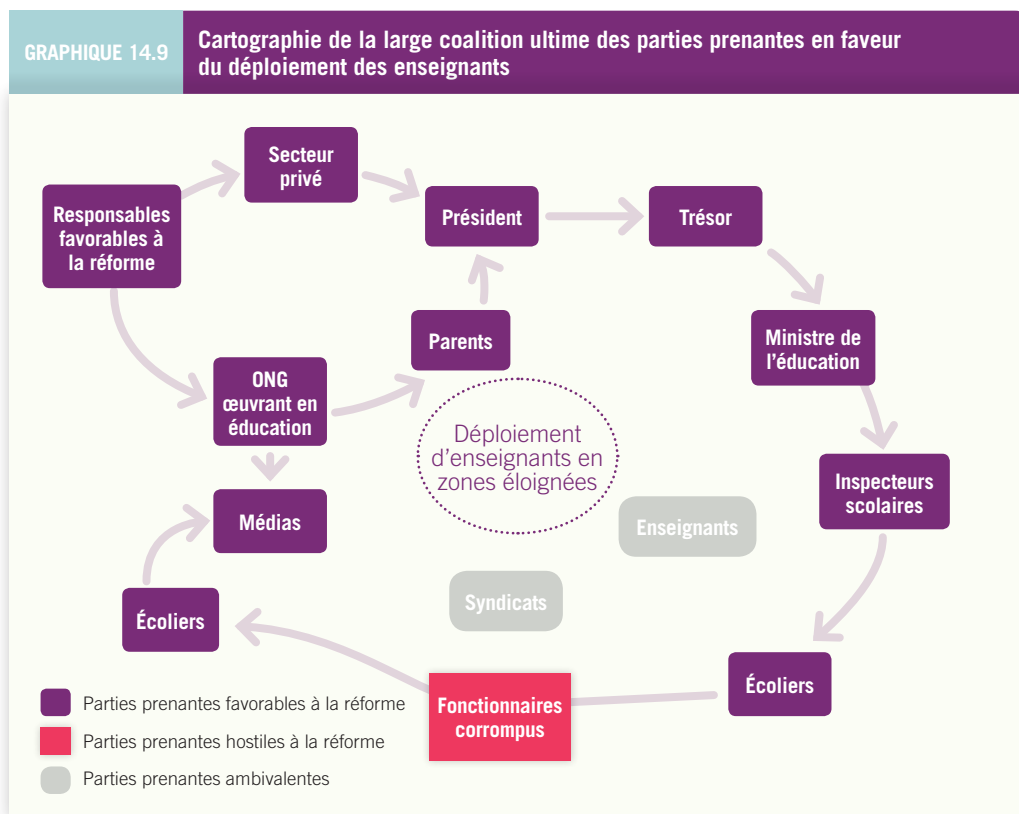 GRAPHIQUE 14.9
Cartographie de la large coalition ultime des parties prenantes en faveur
du déploiement des enseignants
Secteur
privé
Responsables
favorables à
la réforme
Président
Trésor
Parents
Ministre de
l'éducation
ONG
œuvrant en
éducation
Déploiement
d'enseignants en
zones éloignées
Inspecteurs
scolaires
Médias
Enseignants
Syndicats
Écoliers
Écoliers
Fonctionnaires
corrompus
Parties prenantes favorables à la réforme
Parties prenantes hostiles à la réforme
Parties prenantes ambivalentes